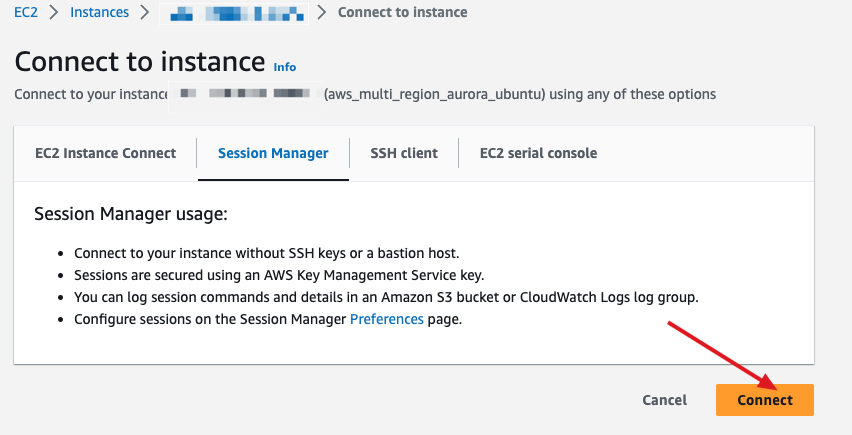 EC2 > Instances > > Connect to instance
Connect to instance Info
Connect to your instance (aws_multi_region_aurora_ubuntu) using any of these options
EC2 Instance Connect Session Manager SSH client EC2 serial console
Session Manager usage:
• Connect to your instance without SSH keys or a bastion host.
• Sessions are secured using an AWS Key Management Service key.
• You can log session commands and details in an Amazon S3 bucket or CloudWatch Logs log group.
• Configure sessions on the Session Manager Preferences page.
Cancel Connect